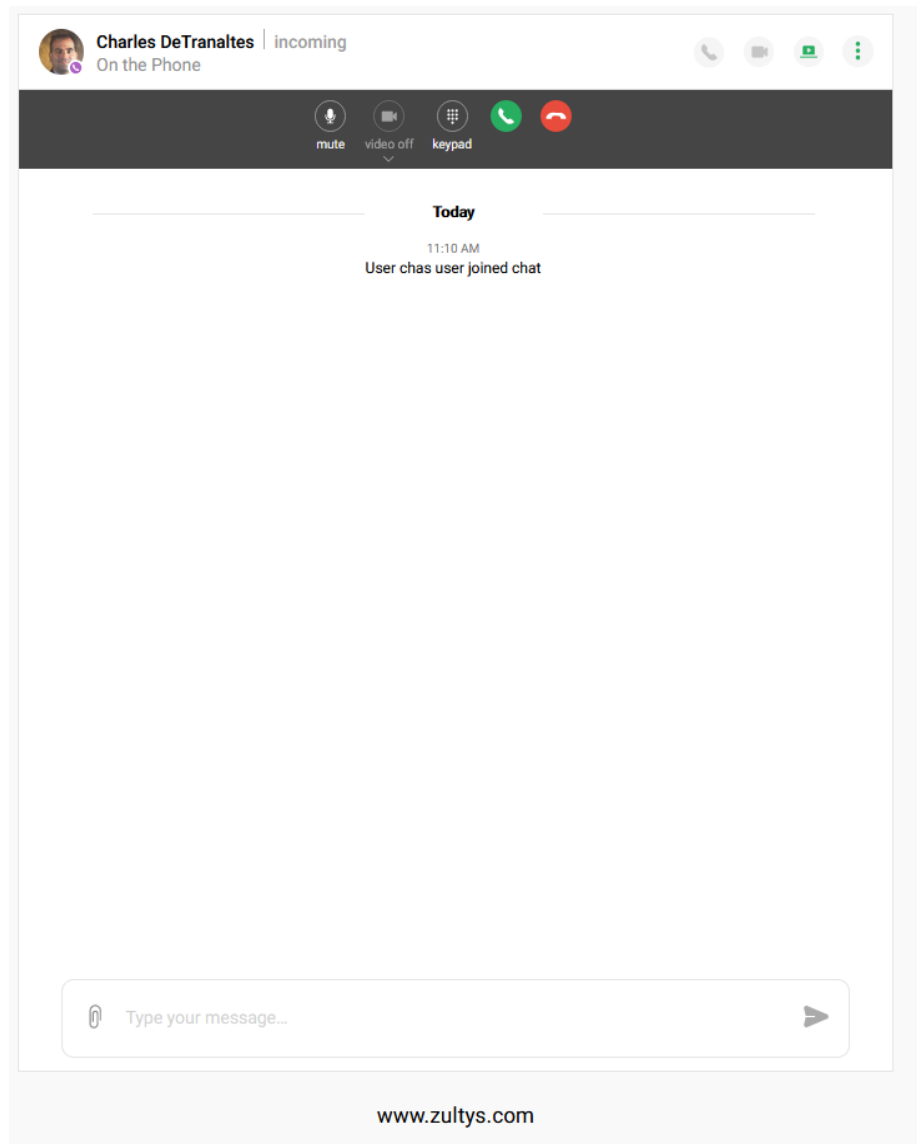 Charles DeTranaltes | incoming
On the Phone
mute video off keypad
Today
11:10 AM
User chas user joined chat
Type your message...
www.zultys.com